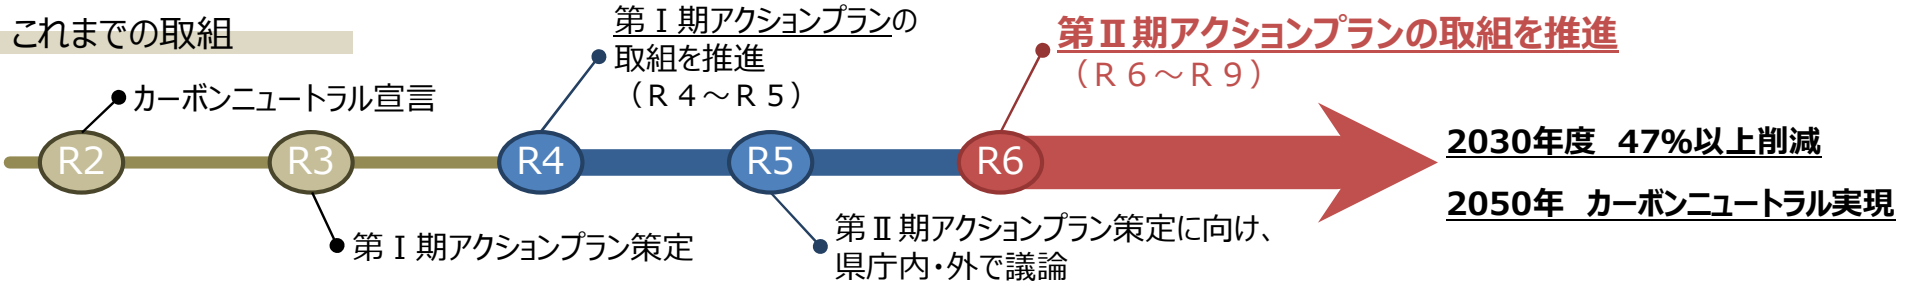 これまでの取組
カーボンニュートラル宣言
第Ⅰ期アクションプランの
取組を推進
（Ｒ４～Ｒ５）
第Ⅱ期アクションプランの取組を推進
（Ｒ６～Ｒ９）
R2
R3
R4
R5
R6
2030年度　47%以上削減
2050年　カーボンニュートラル実現
第Ⅰ期アクションプラン策定
第Ⅱ期アクションプラン策定に向け、
県庁内・外で議論